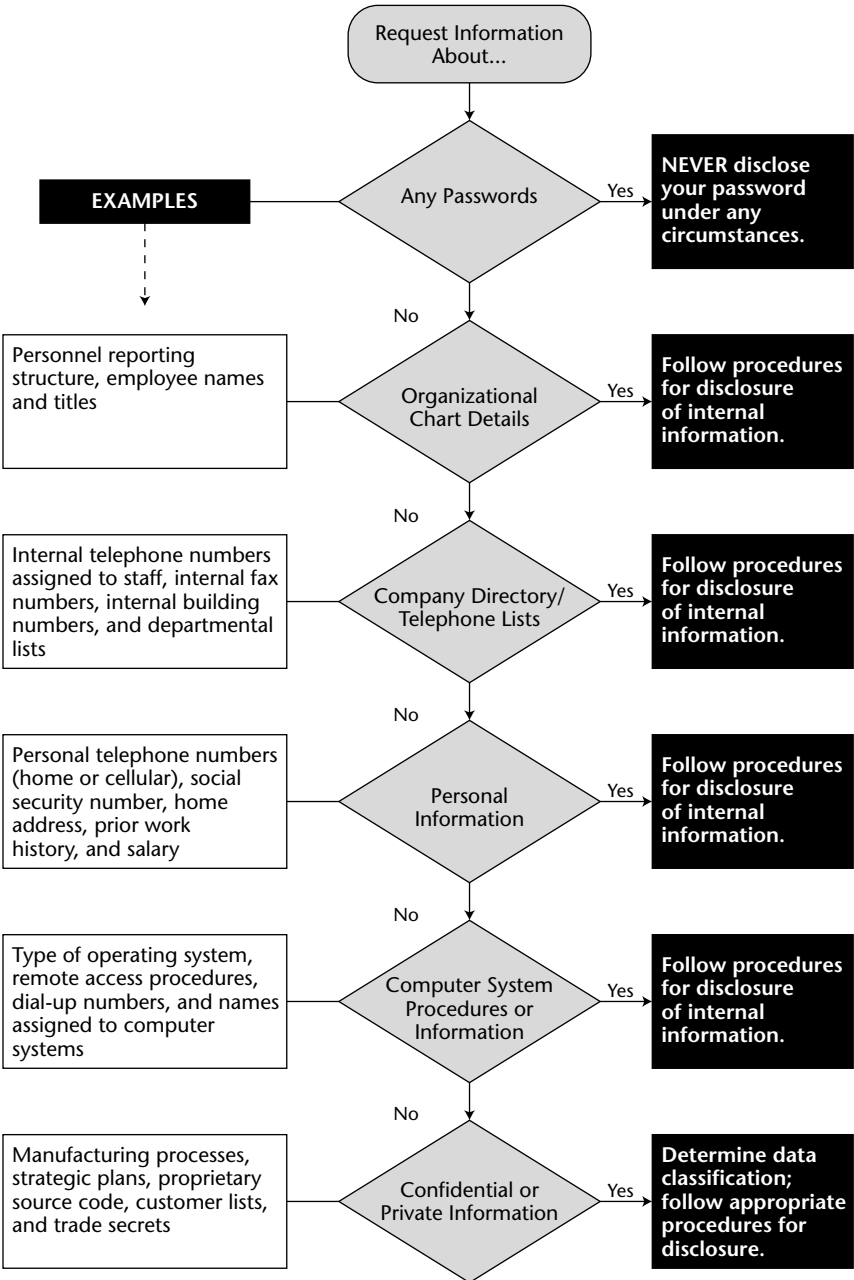 Request Information
About...
EXAMPLES
Any Passwords
Yes
NEVER disclose
your password
under any
circumstances.
No
Personnel reporting
structure, employee names
and titles
Organizational
Chart Details
Yes
Follow procedures
for disclosure
of internal
information.
No
Internal telephone numbers
assigned to staff, internal fax
numbers, internal building
numbers, and departmental
lists
Company Directory/
Telephone Lists
Yes
Follow procedures
for disclosure
of internal
information.
No
Personal telephone numbers
(home or cellular), social
security number, home
address, prior work
history, and salary
Personal
Information
Yes
Follow procedures
for disclosure
of internal
information.
No
Type of operating system,
remote access procedures,
dial-up numbers, and names
assigned to computer
systems
Computer System
Procedures or
Information
Yes
Follow procedures
for disclosure
of internal
information.
No
Manufacturing processes,
strategic plans, proprietary
source code, customer lists,
and trade secrets
Confidential or
Private Information
Yes
Determine data
classification;
follow appropriate
procedures for
disclosure.